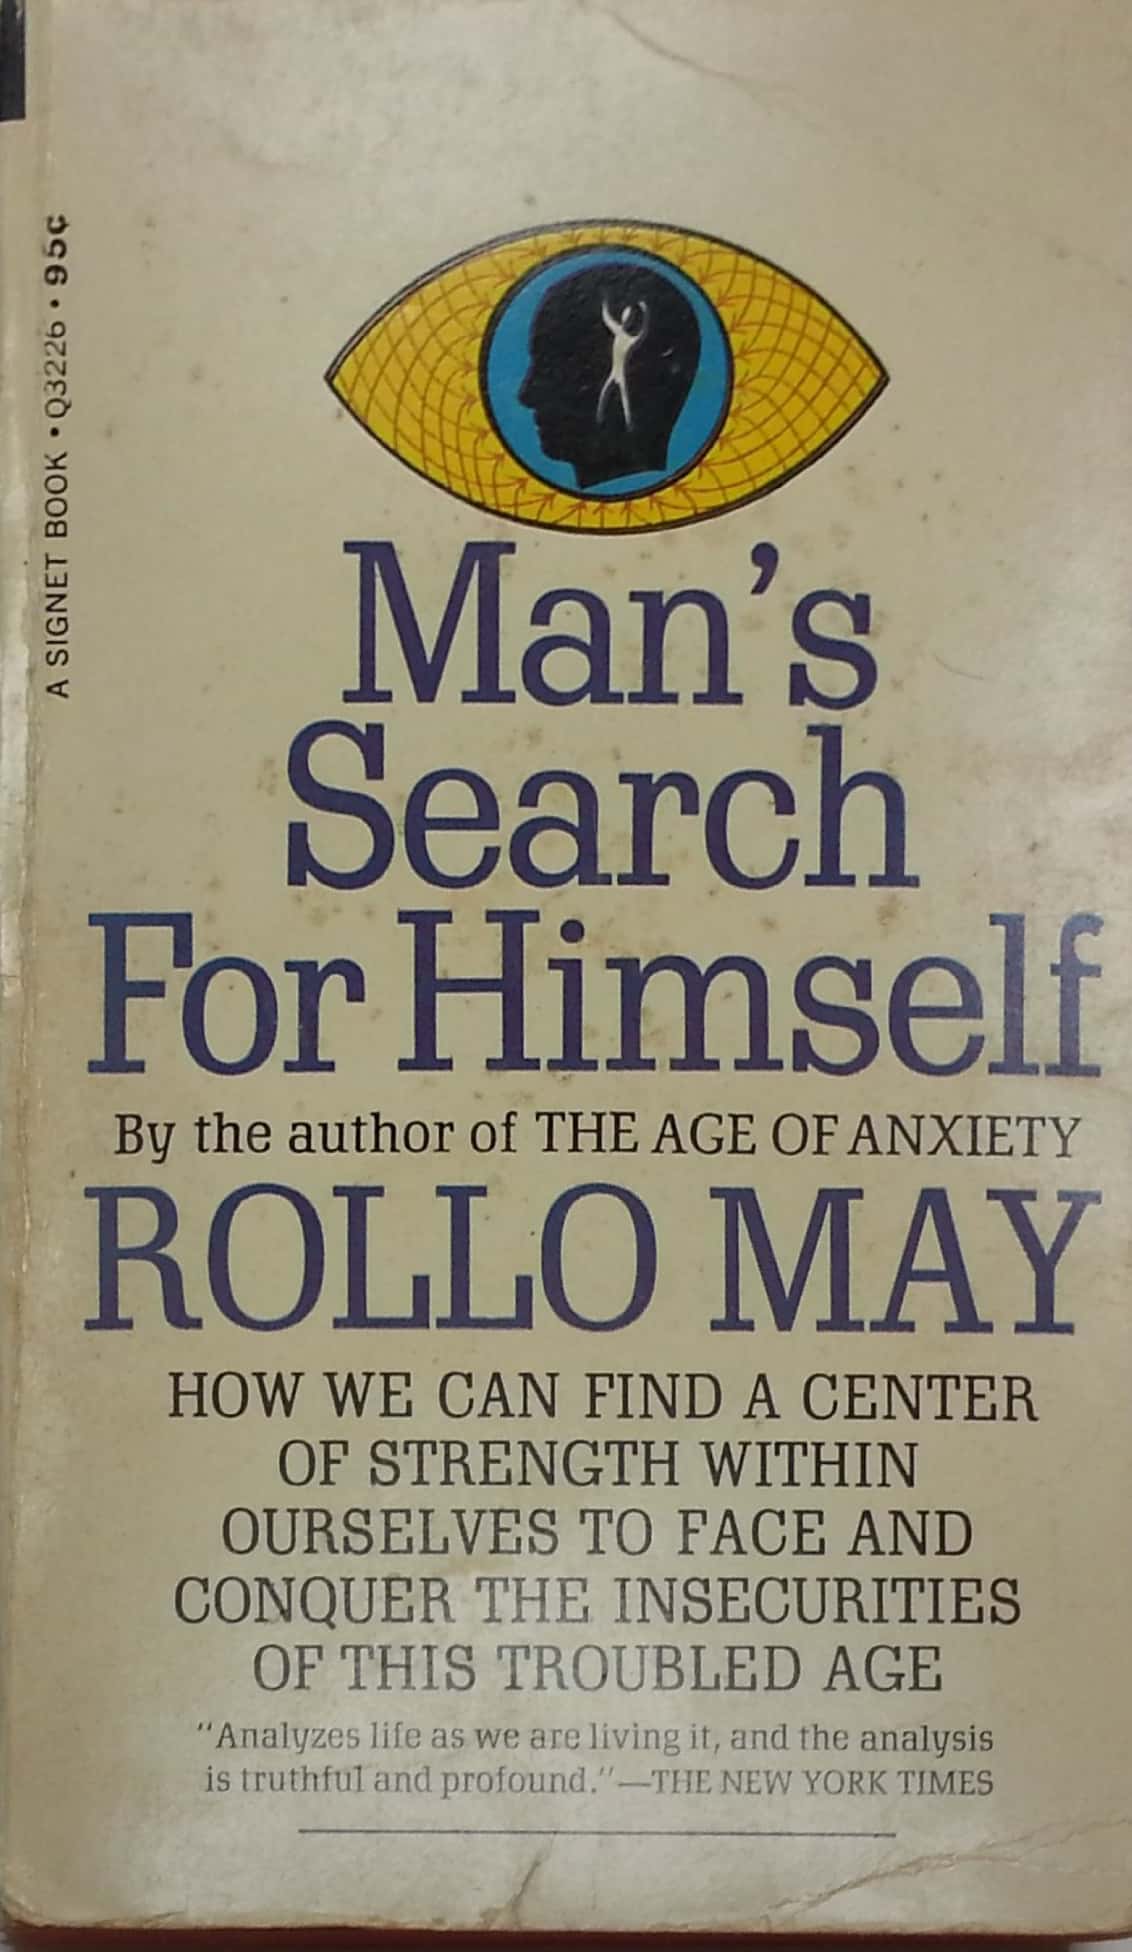 A SIGNET BOOK • Q3226 • 95¢
Man's
Search
For Himself
By the author of THE AGE OF ANXIETY
ROLLO MAY
HOW WE CAN FIND A CENTER
OF STRENGTH WITHIN
OURSELVES TO FACE AND
CONQUER THE INSECURITIES
OF THIS TROUBLED AGE
"Analyzes life as we are living it, and the analysis
is truthful and profound."—THE NEW YORK TIMES